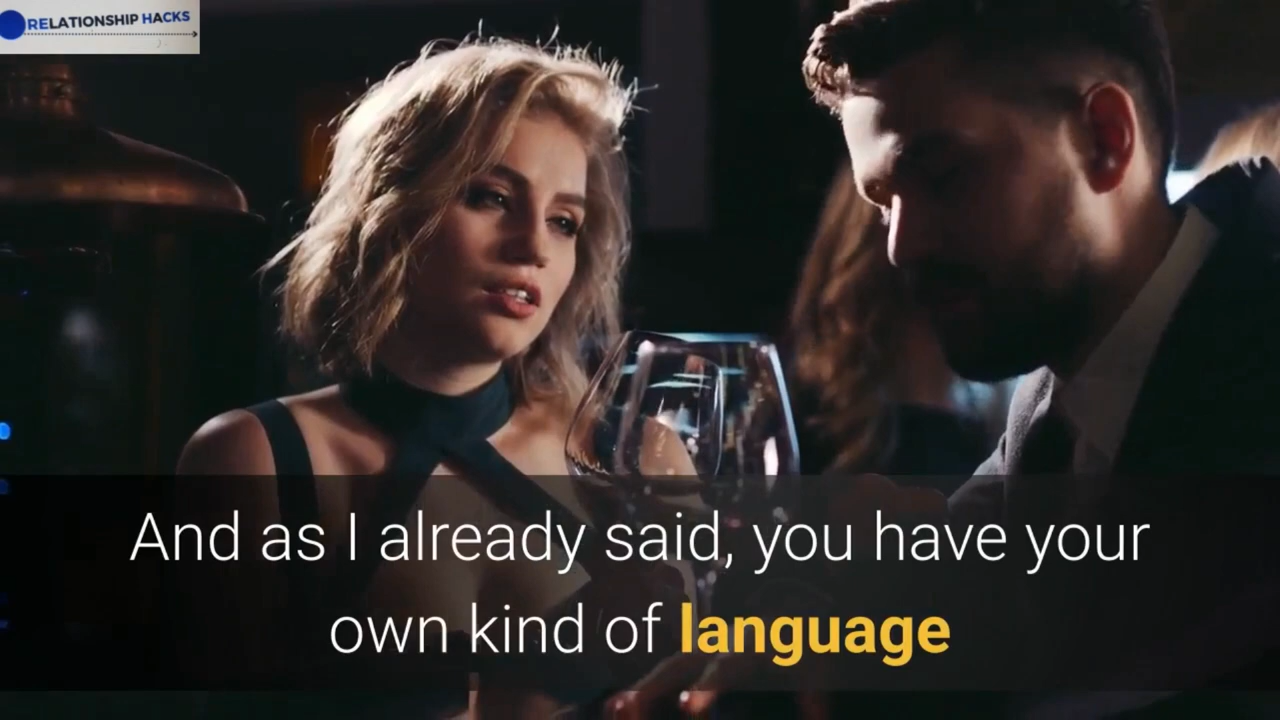 RELATIONSHIP HACKS
And as I already said, you have your
own kind of language